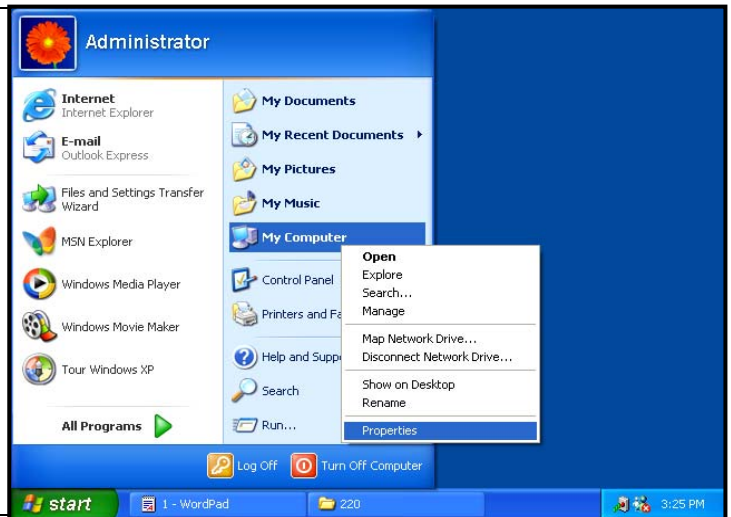 Administrator
Internet
Internet Explorer
E-mail
Outlook Express
Files and Settings Transfer
Wizard
MSN Explorer
Windows Media Player
Windows Movie Maker
Tour Windows XP
All Programs
My Documents
My Recent Documents
My Pictures
My Music
My Computer
Control Panel
Printers and Fa
Help and Suppo
Search
Run...
Open
Explore
Search...
Manage
Map Network Drive...
Disconnect Network Drive...
Show on Desktop
Rename
Properties
Log Off
Turn Off Computer
start
1 - WordPad
220
3:25 PM